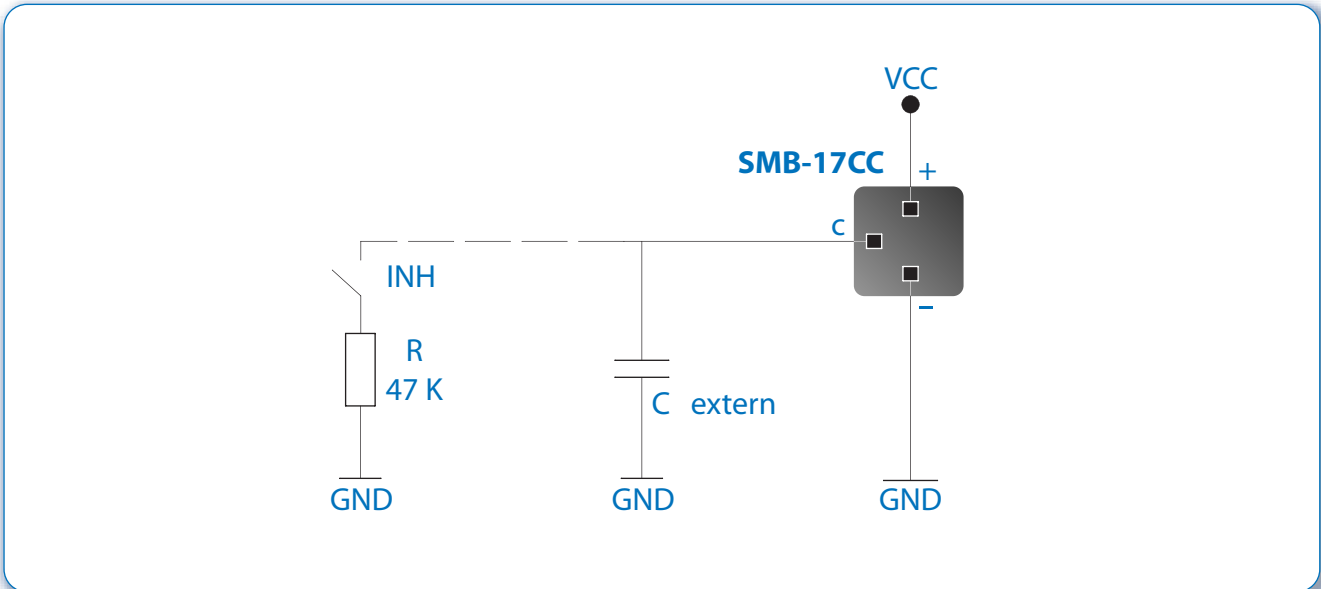 VCC
SMB-17CC
+
c
INH
–
R
47 K
C extern
GND
GND
GND